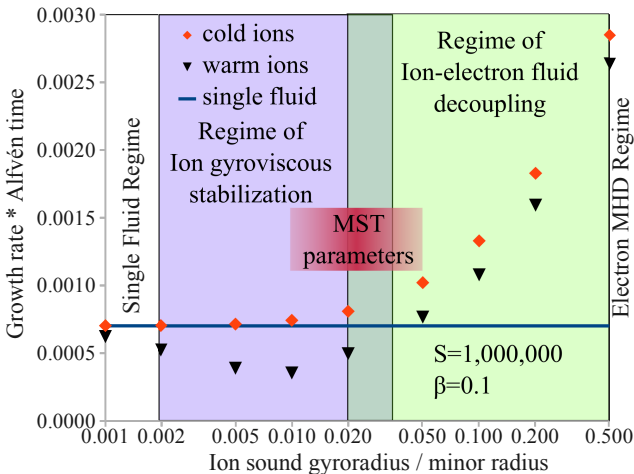 0.0030
0.0025
0.0020
0.0015
0.0010
0.0005
0.0000
Growth rate * Alfvén time
cold ions
warm ions
single fluid
Single Fluid Regime
Regime of
Ion gyroviscous
stabilization
Regime of
Ion-electron fluid
decoupling
Electron MHD Regime
MST
parameters
S=1,000,000
β=0.1
0.001 0.002 0.005 0.010 0.020 0.050 0.100 0.200 0.500
Ion sound gyroradius / minor radius